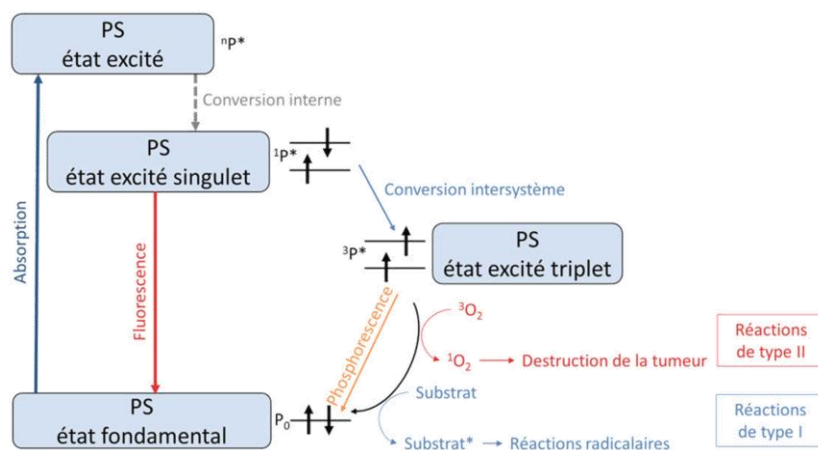 PS
état excité
ⁿP*
Conversion interne
PS
état excité singulet
¹P*
Conversion intersystème
Absorption
Fluorescence
³P*
PS
état excité triplet
Phosphorescence
³O₂
¹O₂
Destruction de la tumeur
Réactions
de type II
PS
état fondamental
P₀
Substrat
Substrat*
Réactions radicalaires
Réactions
de type I